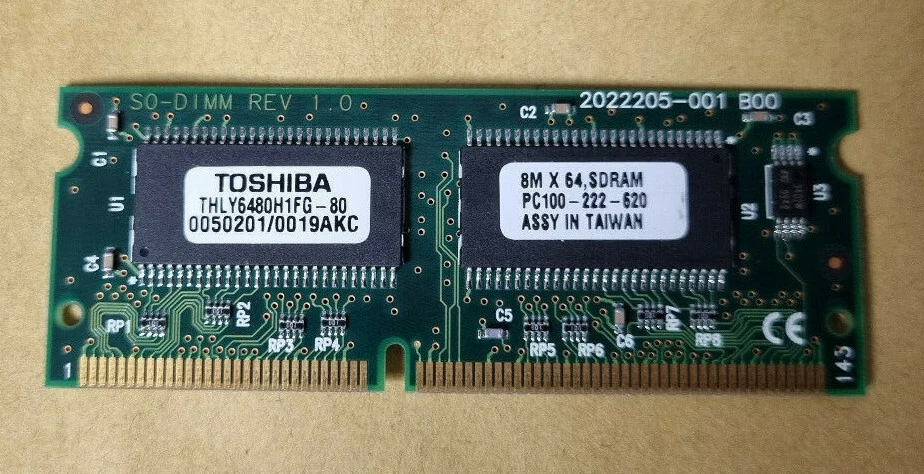 SO-DIMM REV 1.0
2022205-001 B00
C2
C3
C1
U1
TOSHIBA
THLY6480H1FG-80
0050201/0019AKC
8M X 64,SDRAM
PC100-222-620
ASSY IN TAIWAN
U2
U3
C4
RP1
RP2
RP3
RP4
C5
RP5
RP6
C6
RP7
RP8
CE
1
143